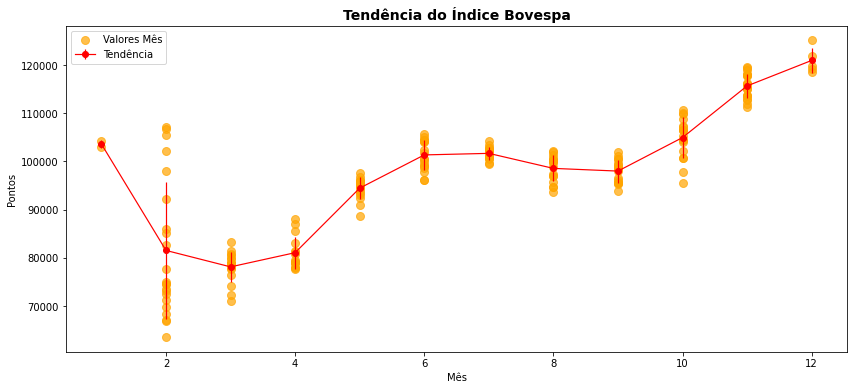 Tendência do Índice Bovespa
Valores Mês
Tendência
120000
110000
100000
90000
80000
70000
Pontos
2
4
6
8
10
12
Mês